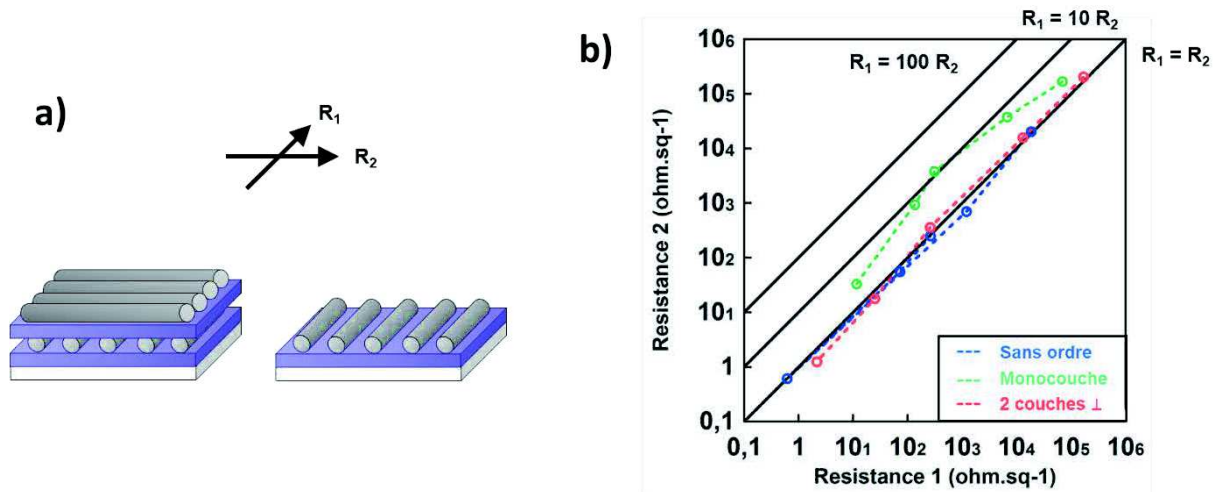 a)
R₁
R₂
b)
R₁ = 10 R₂
R₁ = 100 R₂
R₁ = R₂
Resistance 2 (ohm.sq-1)
10⁶
10⁵
10⁴
10³
10²
10¹
1
0,1
Sans ordre
Monocouche
2 couches ⊥
0,1 1 10¹ 10² 10³ 10⁴ 10⁵ 10⁶
Resistance 1 (ohm.sq-1)